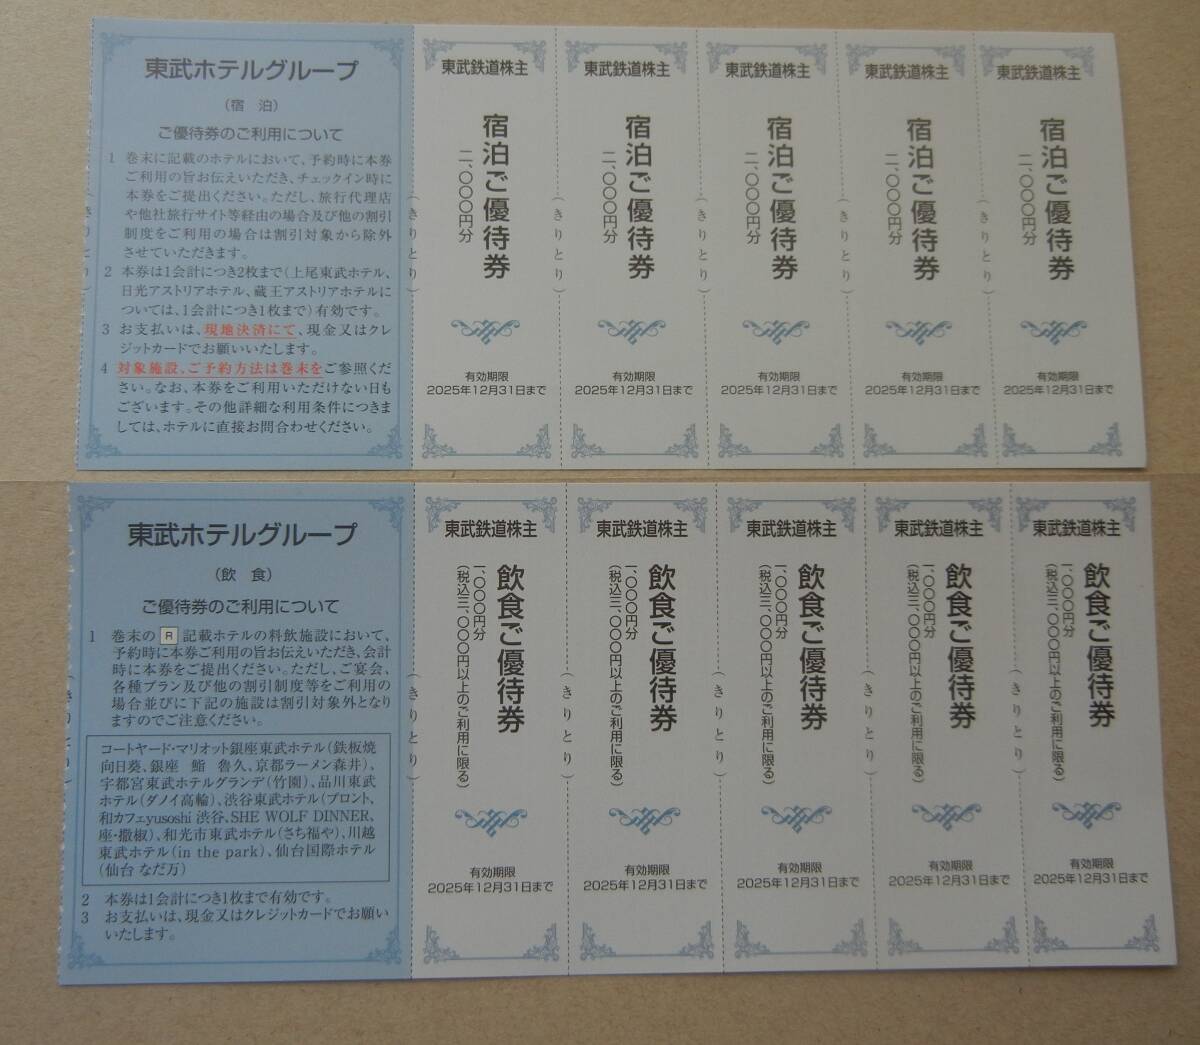 東武ホテルグループ
（宿　泊）
ご優待券のご利用について
1 巻末に記載のホテルにおいて、予約時に本券
ご利用の旨お伝えいただき、チェックイン時に
本券をご提出ください。ただし、旅行代理店
や他社旅行サイト等経由の場合及び他の割引
制度をご利用の場合は割引対象から除外
させていただきます。
2 本券は1会計につき2枚まで（上尾東武ホテル、
日光アストリアホテル、蔵王アストリアホテルに
ついては、1会計につき1枚まで）有効です。
3 お支払いは、現地決済にて、現金又はクレ
ジットカードでお願いいたします。
4 対象施設、ご予約方法は巻末をご参照くだ
さい。なお、本券をご利用いただけない日も
ございます。その他詳細な利用条件につきま
しては、ホテルに直接お問合わせください。
（きりとり）
東武鉄道株主
宿泊ご優待券
二、〇〇〇円分
有効期限
2025年12月31日まで
（きりとり）
東武鉄道株主
宿泊ご優待券
二、〇〇〇円分
有効期限
2025年12月31日まで
（きりとり）
東武鉄道株主
宿泊ご優待券
二、〇〇〇円分
有効期限
2025年12月31日まで
（きりとり）
東武鉄道株主
宿泊ご優待券
二、〇〇〇円分
有効期限
2025年12月31日まで
（きりとり）
東武鉄道株主
宿泊ご優待券
二、〇〇〇円分
有効期限
2025年12月31日まで
東武ホテルグループ
（飲　食）
ご優待券のご利用について
1 巻末の R 記載ホテルの料飲施設において、
予約時に本券ご利用の旨お伝えいただき、会計
時に本券をご提出ください。ただし、ご宴会、
各種プラン及び他の割引制度等をご利用の
場合並びに下記の施設は割引対象外となり
ますのでご注意ください。
コートヤード・マリオット銀座東武ホテル（鉄板焼
向日葵、銀座　鮨　魯久、京都ラーメン森井）、
宇都宮東武ホテルグランデ（竹園）、品川東武
ホテル（ダノイ高輪）、渋谷東武ホテル（プロント、
和カフェyusoshi 渋谷、SHE WOLF DINNER、
座・撒椒）、和光市東武ホテル（さち福や）、川越
東武ホテル（in the park）、仙台国際ホテル
（仙台 なだ万）
2 本券は1会計につき1枚まで有効です。
3 お支払いは、現金又はクレジットカードでお願い
いたします。
（きりとり）
東武鉄道株主
飲食ご優待券
一、〇〇〇円分
（税込三、〇〇〇円以上のご利用に限る）
有効期限
2025年12月31日まで
（きりとり）
東武鉄道株主
飲食ご優待券
一、〇〇〇円分
（税込三、〇〇〇円以上のご利用に限る）
有効期限
2025年12月31日まで
（きりとり）
東武鉄道株主
飲食ご優待券
一、〇〇〇円分
（税込三、〇〇〇円以上のご利用に限る）
有効期限
2025年12月31日まで
（きりとり）
東武鉄道株主
飲食ご優待券
一、〇〇〇円分
（税込三、〇〇〇円以上のご利用に限る）
有効期限
2025年12月31日まで
（きりとり）
東武鉄道株主
飲食ご優待券
一、〇〇〇円分
（税込三、〇〇〇円以上のご利用に限る）
有効期限
2025年12月31日まで